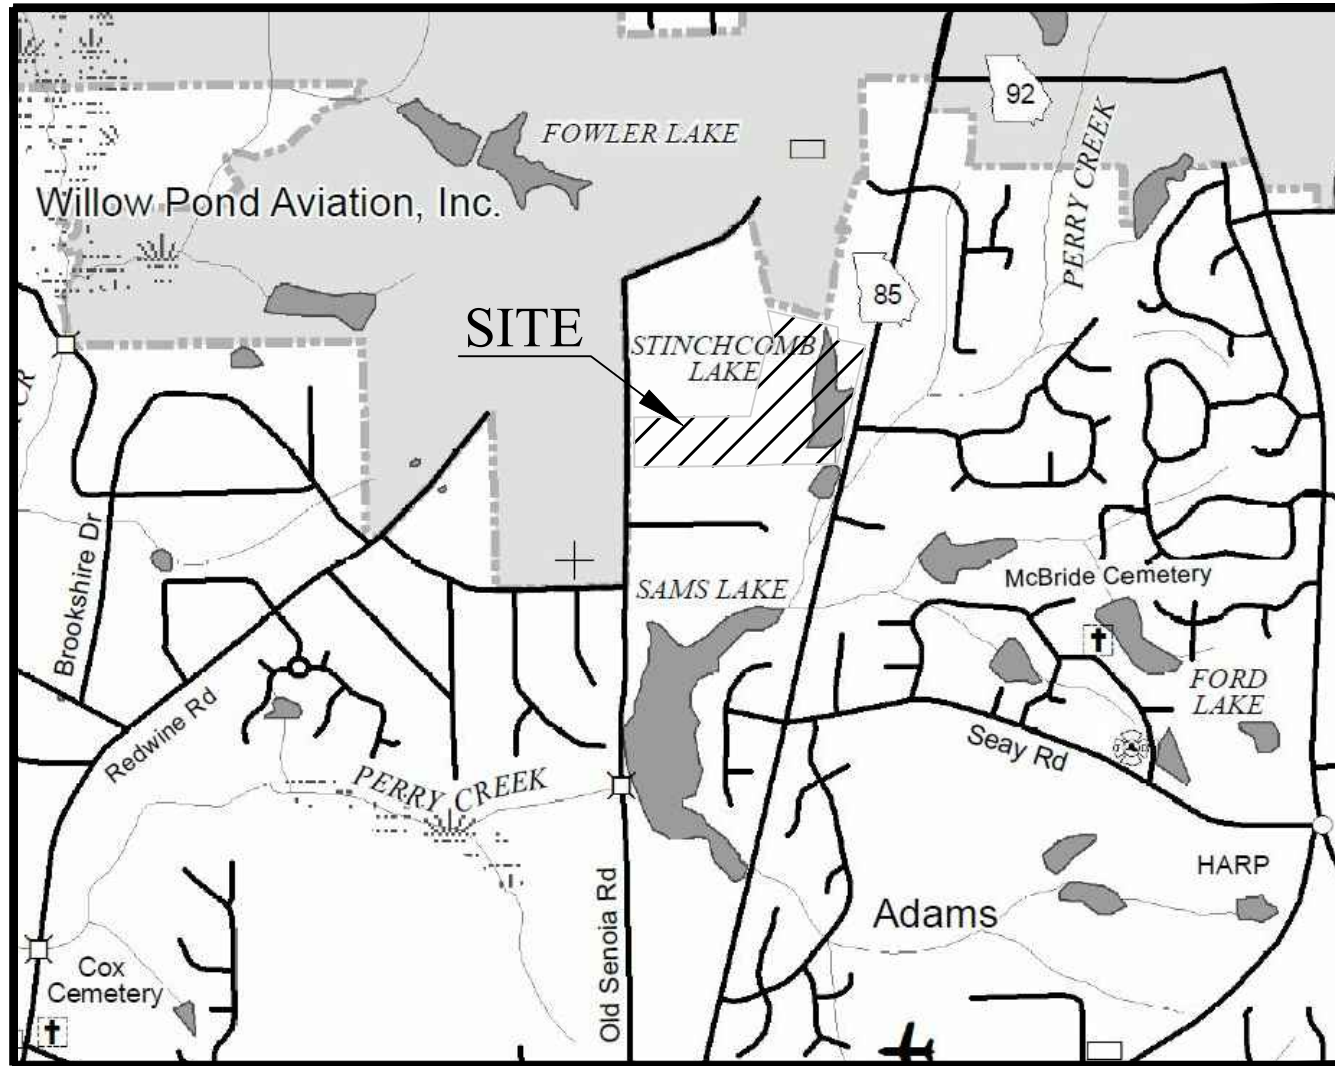 92
FOWLER LAKE
PERRY CREEK
Willow Pond Aviation, Inc.
85
SITE
STINCHCOMB
LAKE
CR
Brookshire Dr
SAMS LAKE
McBride Cemetery
FORD
LAKE
Redwine Rd
Seay Rd
PERRY CREEK
HARP
Old Senoia Rd
Adams
Cox
Cemetery